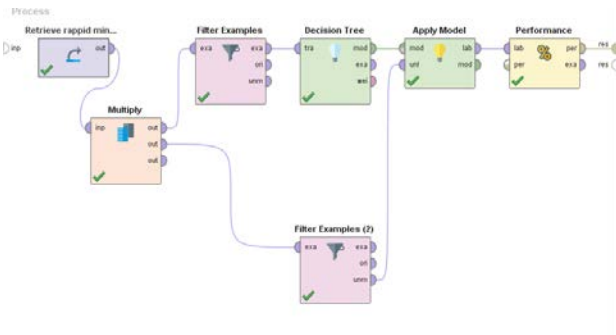 Process
inp
Retrieve rappid min...
out
Filter Examples
exa exa
ori
unm
Decision Tree
tra mod
exa
wei
Apply Model
mod lab
unl mod
Performance
lab per
per exa
res
res
Multiply
inp out
out
out
Filter Examples (2)
exa exa
ori
unm